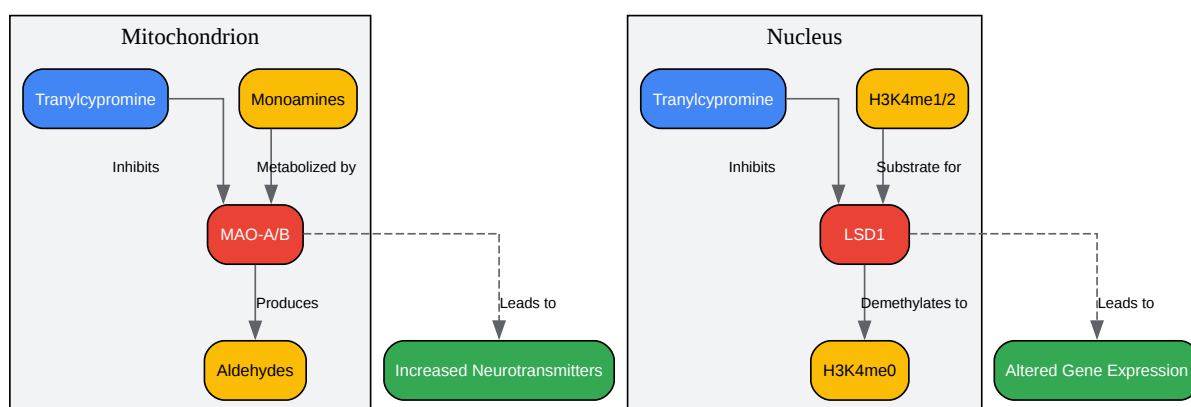 Mitochondrion
Tranylcypromine
Monoamines
Inhibits
Metabolized by
MAO-A/B
Produces
Leads to
Aldehydes
Increased Neurotransmitters
Nucleus
Tranylcypromine
H3K4me1/2
Inhibits
Substrate for
LSD1
Demethylates to
Leads to
H3K4me0
Altered Gene Expression